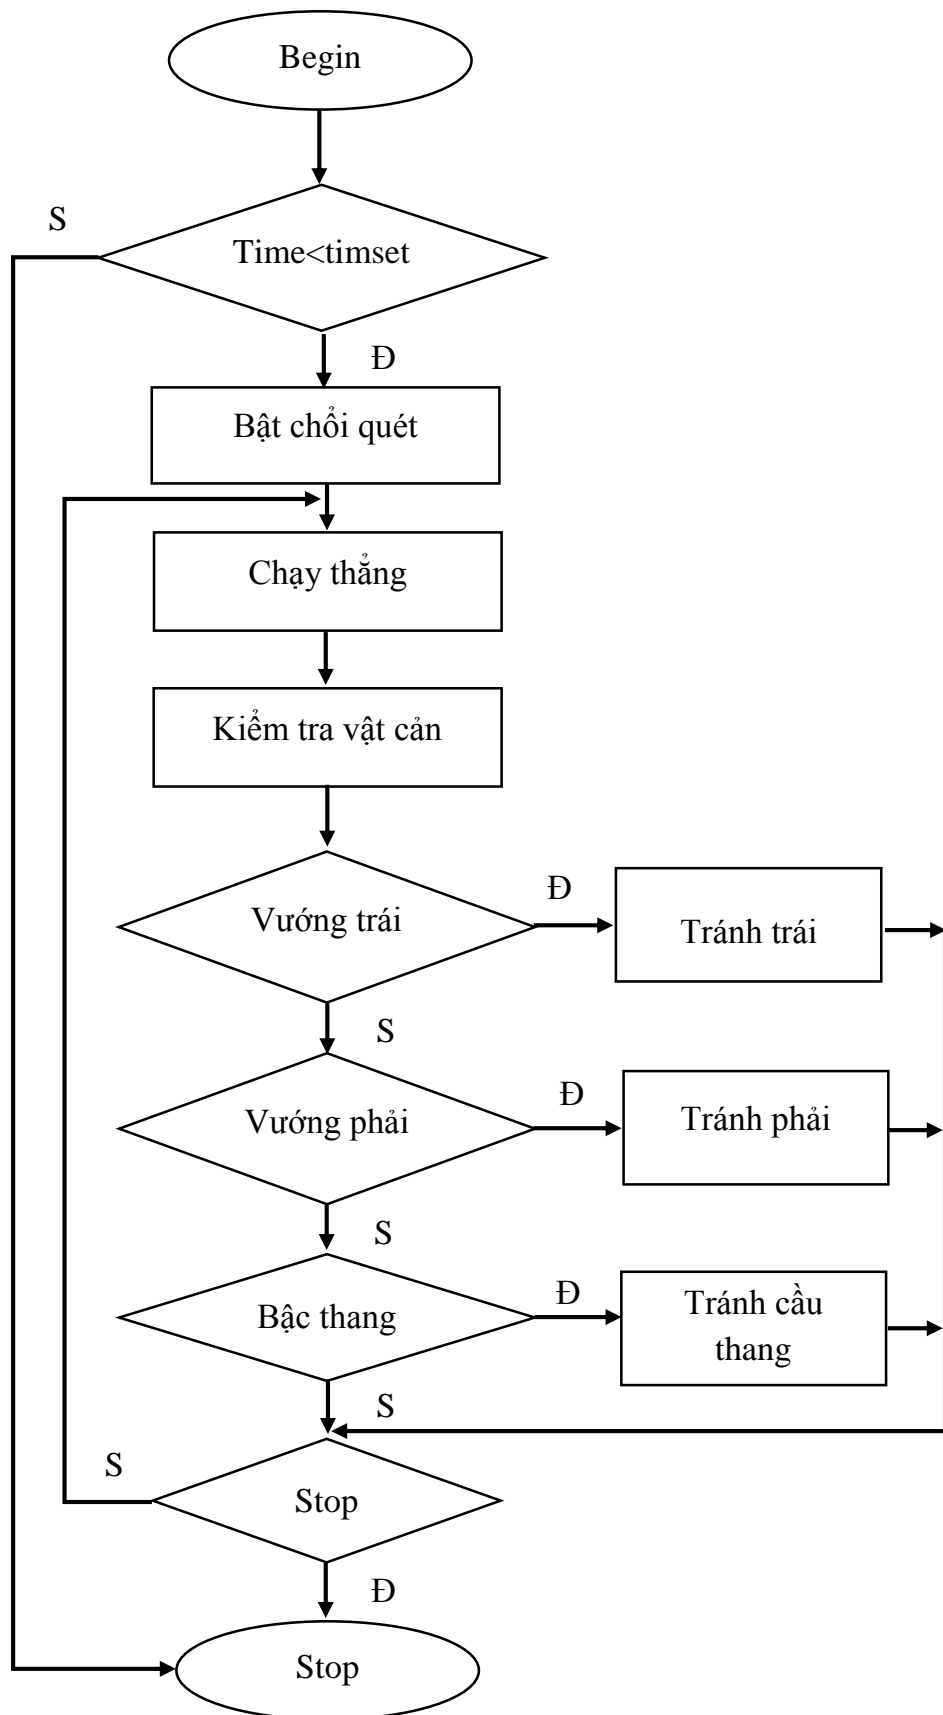 Begin
S
Time<timset
Đ
Bật chổi quét
Chạy thẳng
Kiểm tra vật cản
Vướng trái
Đ
Tránh trái
S
Vướng phải
Đ
Tránh phải
S
Bậc thang
Đ
Tránh cầu
thang
S
S
Stop
Đ
Stop